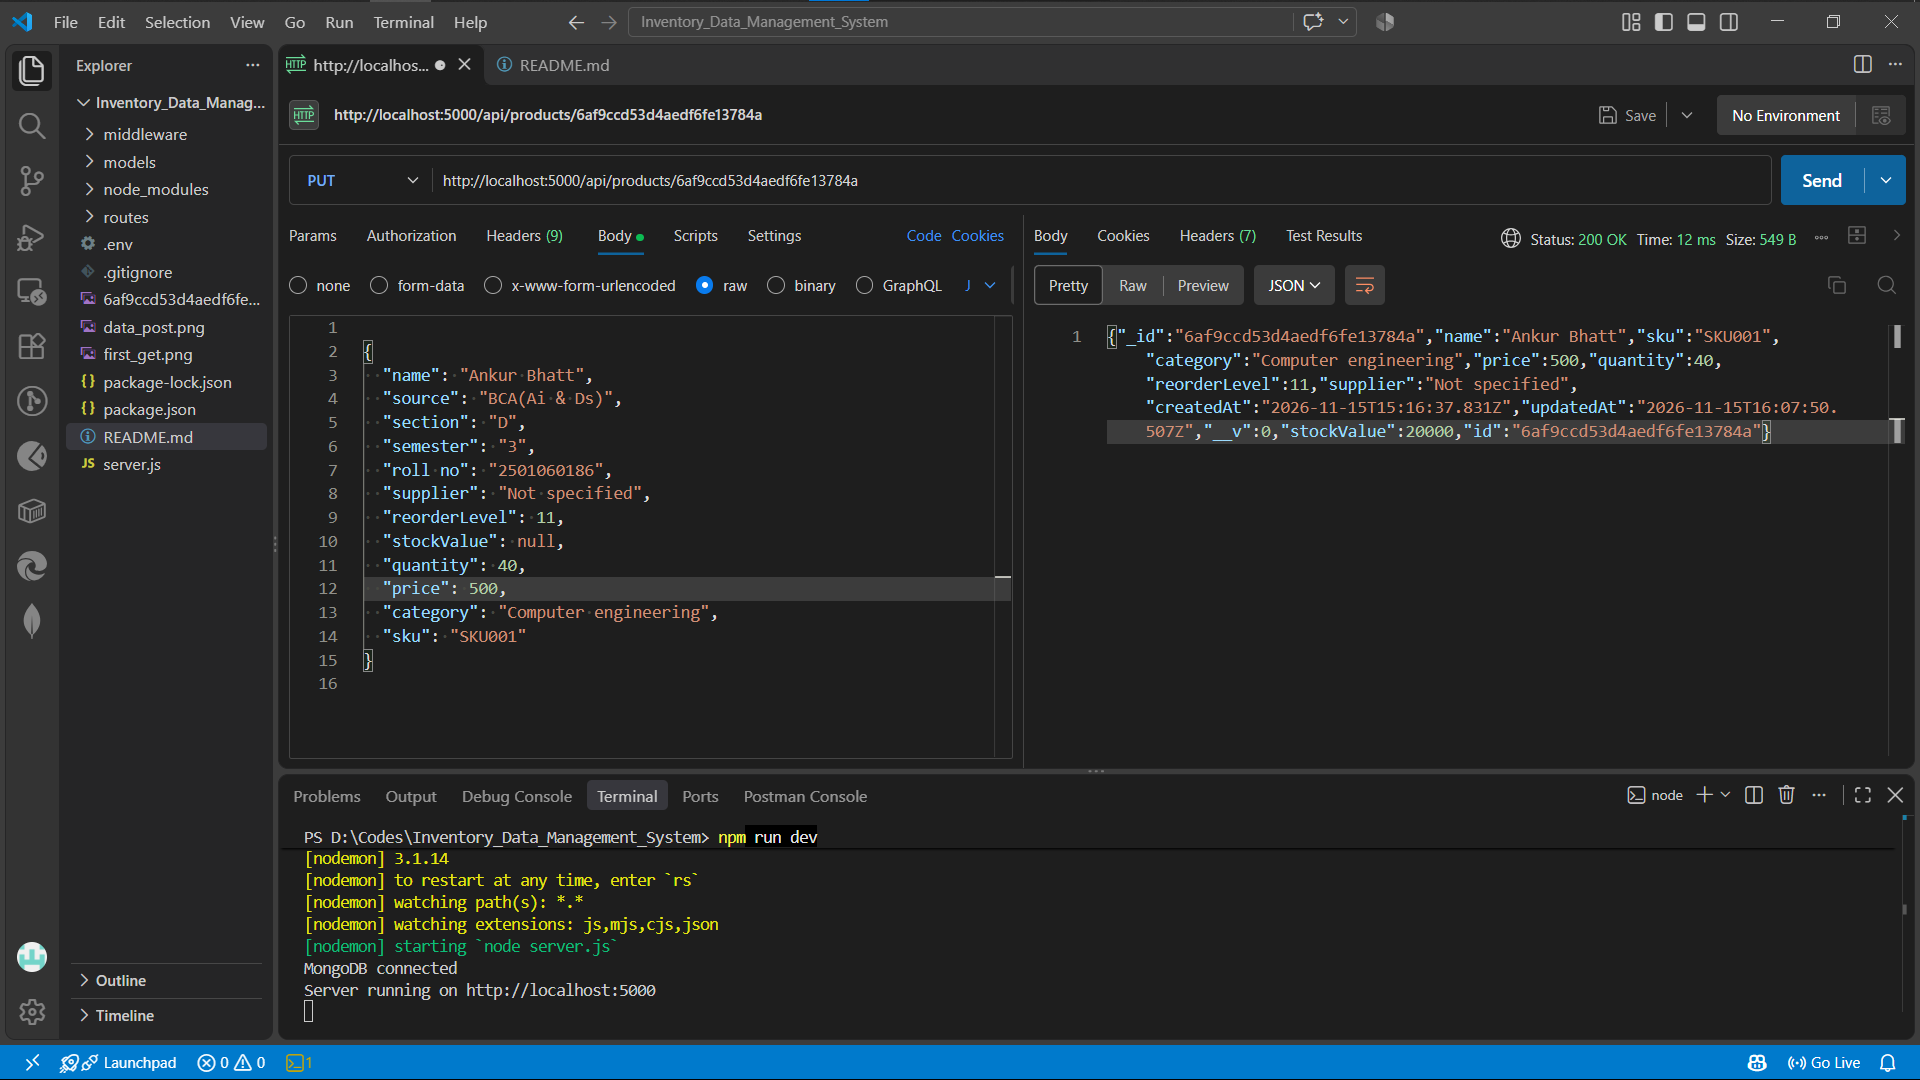 File Edit Selection View Go Run Terminal Help
Inventory_Data_Management_System
Explorer
Inventory_Data_Manag...
middleware
models
node_modules
routes
.env
.gitignore
6af9ccd53d4aedf6fe...
data_post.png
first_get.png
package-lock.json
package.json
README.md
JS server.js
Outline
Timeline
HTTP http://localhos...
README.md
HTTP http://localhost:5000/api/products/6af9ccd53d4aedf6fe13784a
Save
No Environment
PUT http://localhost:5000/api/products/6af9ccd53d4aedf6fe13784a
Send
Params Authorization Headers (9) Body Scripts Settings Code Cookies
none form-data x-www-form-urlencoded raw binary GraphQL J
1
2 {
3 "name": "Ankur Bhatt",
4 "source": "BCA(Ai & Ds)",
5 "section": "D",
6 "semester": "3",
7 "roll no": "2501060186",
8 "supplier": "Not specified",
9 "reorderLevel": 11,
10 "stockValue": null,
11 "quantity": 40,
12 "price": 500,
13 "category": "Computer engineering",
14 "sku": "SKU001"
15 }
16
Body Cookies Headers (7) Test Results
Status: 200 OK Time: 12 ms Size: 549 B
Pretty Raw Preview JSON
1 {"_id":"6af9ccd53d4aedf6fe13784a","name":"Ankur Bhatt","sku":"SKU001",
"category":"Computer engineering","price":500,"quantity":40,
"reorderLevel":11,"supplier":"Not specified",
"createdAt":"2026-11-15T15:16:37.831Z","updatedAt":"2026-11-15T16:07:50.
507Z","__v":0,"stockValue":20000,"id":"6af9ccd53d4aedf6fe13784a"}
Problems Output Debug Console Terminal Ports Postman Console
node
PS D:\Codes\Inventory_Data_Management_System> npm run dev
[nodemon] 3.1.14
[nodemon] to restart at any time, enter `rs`
[nodemon] watching path(s): *.*
[nodemon] watching extensions: js,mjs,cjs,json
[nodemon] starting `node server.js`
MongoDB connected
Server running on http://localhost:5000
Launchpad 0 0 1
Go Live